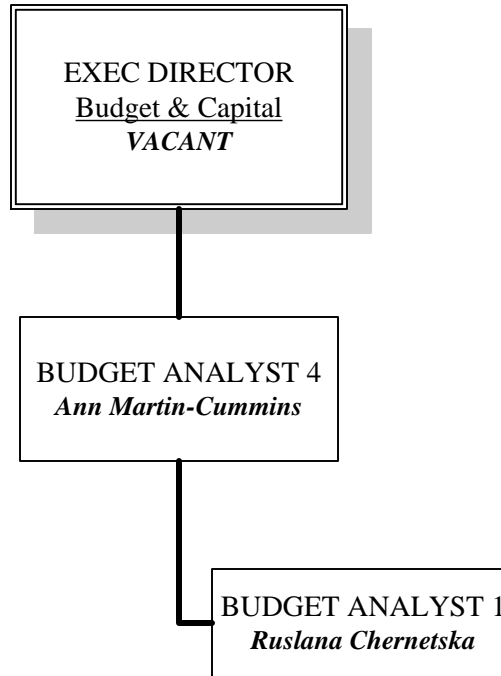 EXEC DIRECTOR
Budget & Capital
VACANT
BUDGET ANALYST 4
Ann Martin-Cummins
BUDGET ANALYST 1
Ruslana Chernetska